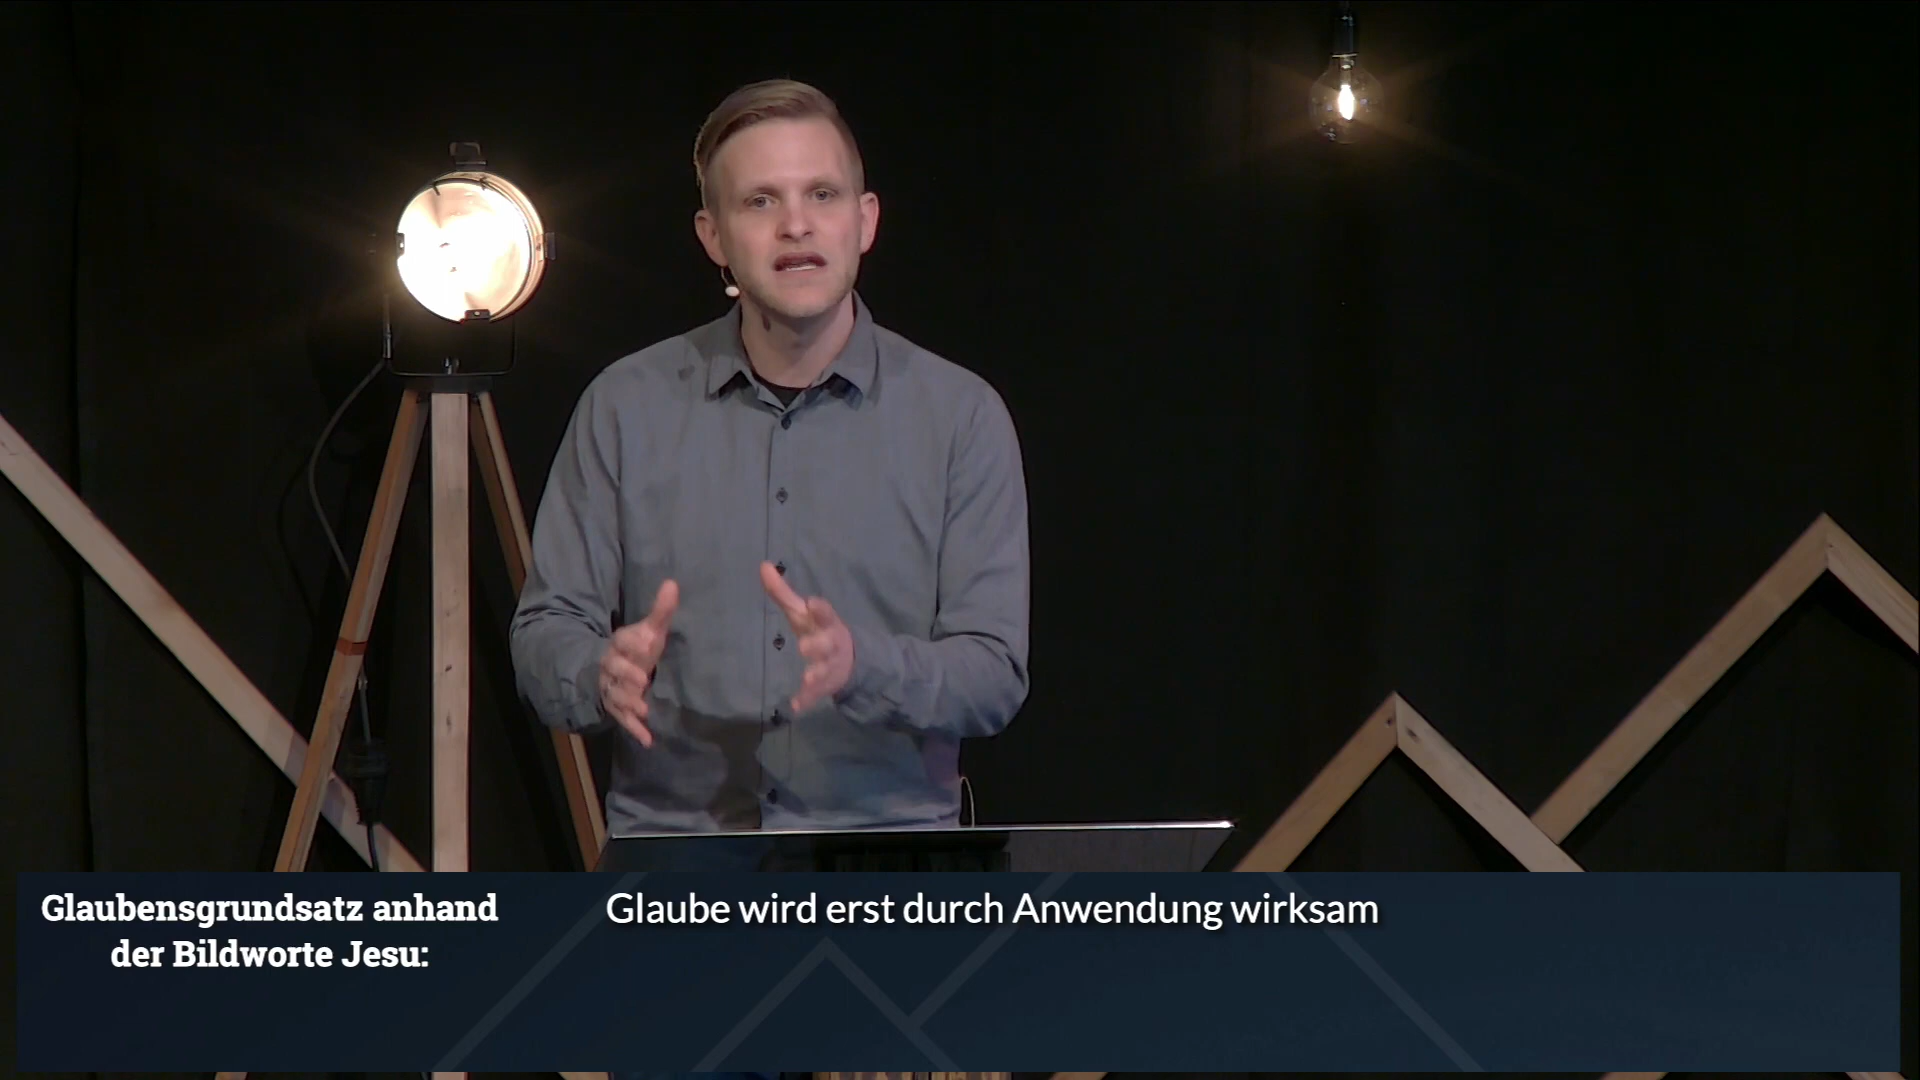 Glaubensgrundsatz anhand
der Bildworte Jesu:
Glaube wird erst durch Anwendung wirksam